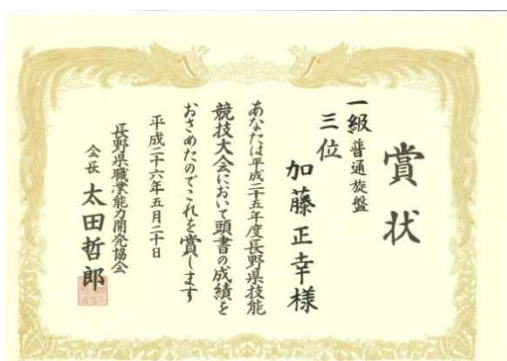 賞状
一級 普通旋盤
三位
加藤正幸様
あなたは平成二十五年度長野県技能
競技大会において頭書の成績を
おさめたのでこれを賞します
平成二十六年五月二十日
長野県職業能力開発協会
会長 太田哲郎